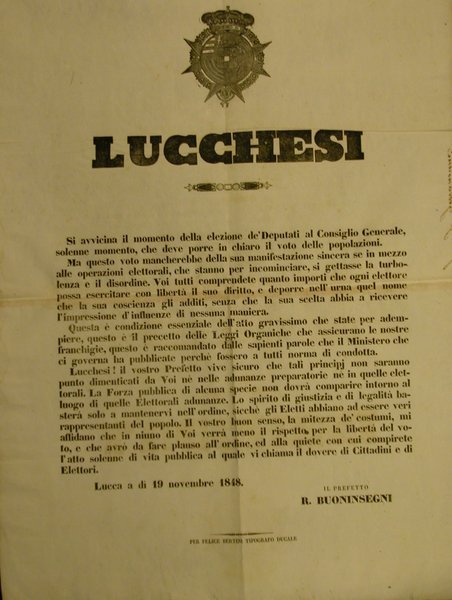 LUCCHESI
Si avvicina il momento della elezione de'Deputati al Consiglio Generale,
solenne momento, che deve porre in chiaro il voto delle popolazioni.
Ma questo voto mancherebbe della sua manifestazione sincera se in mezzo
alle operazioni elettorali, che stanno per incominciare, si gettasse la turbo-
lenza e il disordine. Voi tutti comprendete quanto importi che ogni elettore
possa esercitare con libertà il suo diritto, e deporre nell'urna quel nome
che la sua coscienza gli additi, senza che la sua scelta abbia a ricevere
l'impressione d'influenze di nessuna maniera.
Questa è condizione essenziale dell'atto gravissimo che state per adem-
piere, questo è il precetto delle Leggi Organiche che assicurano le nostre
franchigie, questo è raccomandato dalle sapienti parole che il Ministero che
ci governa ha pubblicate perchè fossero a tutti norma di condotta.
Lucchesi! il vostro Prefetto vive sicuro che tali principj non saranno
punto dimenticati da Voi nè nelle adunanze preparatorie nè in quelle elet-
torali. La Forza pubblica di alcuna specie non dovrà comparire intorno al
luogo di quelle Elettorali adunanze. Lo spirito di giustizia e di legalità ba-
sterà solo a mantenervi nell'ordine, sicchè gli Eletti abbiano ad essere veri
rappresentanti del popolo. Il vostro buon senso, la mitezza de' costumi, mi
affidano che in niuno di Voi verrà meno il rispetto, per la libertà del vo-
to, e che avrò da fare plauso all'ordine, ed alla quiete con cui compirete
l'atto solenne di vita pubblica al quale vi chiama il dovere di Cittadini e di
Elettori.
Lucca a dì 19 novembre 1848.
IL PREFETTO
R. BUONINSEGNI
PER FELICE BERTINI TIPOGRAFO DUCALE